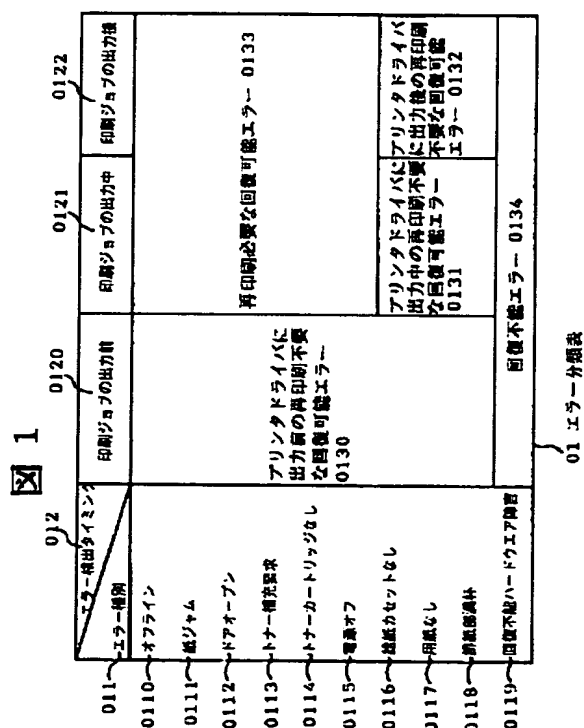 図 1
012
エラー検出タイミング
011 エラー種別
0120
印刷ジョブの出力前
0121
印刷ジョブの出力中
0122
印刷ジョブの出力後
0110 オフライン
0111 紙ジャム
0112 ドアオープン
0113 トナー補充要求
0114 トナーカートリッジなし
0115 電源オフ
0116 給紙カセットなし
0117 用紙なし
0118 排紙部満杯
0119 回復不能ハードウエア障害
プリンタドライバに
出力前の再印刷不要
な回復可能エラー
0130
再印刷必要な回復可能エラー 0133
プリンタドライバに
出力中の再印刷不要
な回復可能エラー
0131
プリンタドライバ
に出力後の再印刷
不要な回復可能
エラー 0132
回復不能エラー 0134
01 エラー分類表